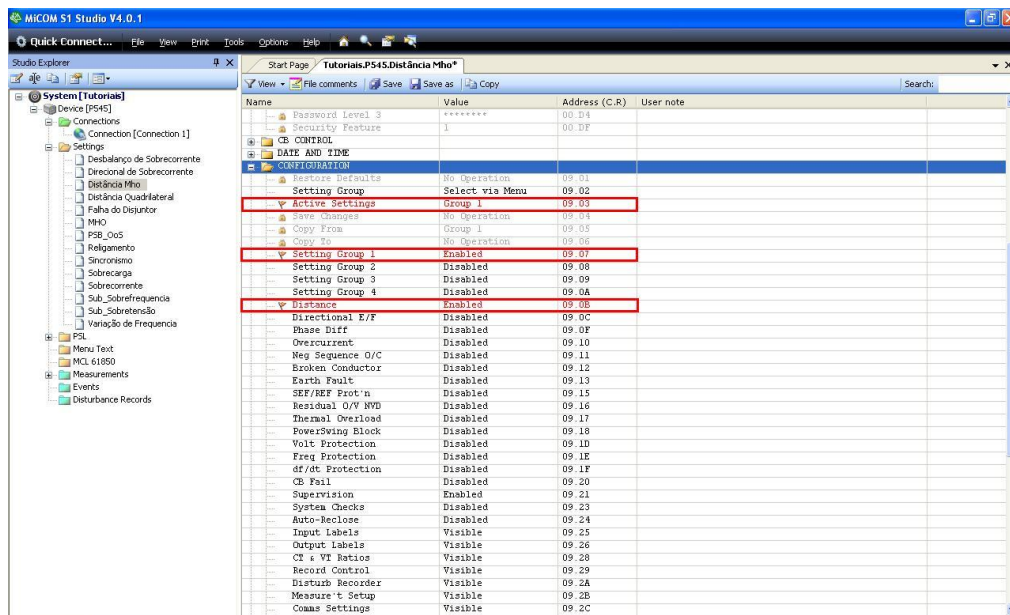 MiCOM S1 Studio V4.0.1
Quick Connect... File View Print Tools Options Help
Studio Explorer
System [Tutoriais]
Device [P545]
Connections
Connection [Connection 1]
Settings
Desbalanço de Sobrecorrente
Direcional de Sobrecorrente
Distância Mho
Distância Quadrilateral
Falha do Disjuntor
MHO
PSB_OoS
Religamento
Sincronismo
Sobrecarga
Sobrecorrente
Sub_Sobrefrequencia
Sub_Sobretensão
Variação de Frequencia
PSL
Menu Text
MCL 61850
Measurements
Events
Disturbance Records
Start Page Tutoriais.P545.Distância Mho*
View File comments Save Save as Copy Search:
Name Value Address (C.R) User note
Password Level 3 ******** 00.D4
Security Feature 1 00.DF
CB CONTROL
DATE AND TIME
CONFIGURATION
Restore Defaults No Operation 09.01
Setting Group Select via Menu 09.02
Active Settings Group 1 09.03
Save Changes No Operation 09.04
Copy From Group 1 09.05
Copy To No Operation 09.06
Setting Group 1 Enabled 09.07
Setting Group 2 Disabled 09.08
Setting Group 3 Disabled 09.09
Setting Group 4 Disabled 09.0A
Distance Enabled 09.0B
Directional E/F Disabled 09.0C
Phase Diff Disabled 09.0F
Overcurrent Disabled 09.10
Neg Sequence O/C Disabled 09.11
Broken Conductor Disabled 09.12
Earth Fault Disabled 09.13
SEF/REF Prot'n Disabled 09.15
Residual O/V NVD Disabled 09.16
Thermal Overload Disabled 09.17
PowerSwing Block Disabled 09.18
Volt Protection Disabled 09.1D
Freq Protection Disabled 09.1E
df/dt Protection Disabled 09.1F
CB Fail Disabled 09.20
Supervision Enabled 09.21
System Checks Disabled 09.23
Auto-Reclose Disabled 09.24
Input Labels Visible 09.25
Output Labels Visible 09.26
CT & VT Ratios Visible 09.28
Record Control Visible 09.29
Disturb Recorder Visible 09.2A
Measure't Setup Visible 09.2B
Comms Settings Visible 09.2C